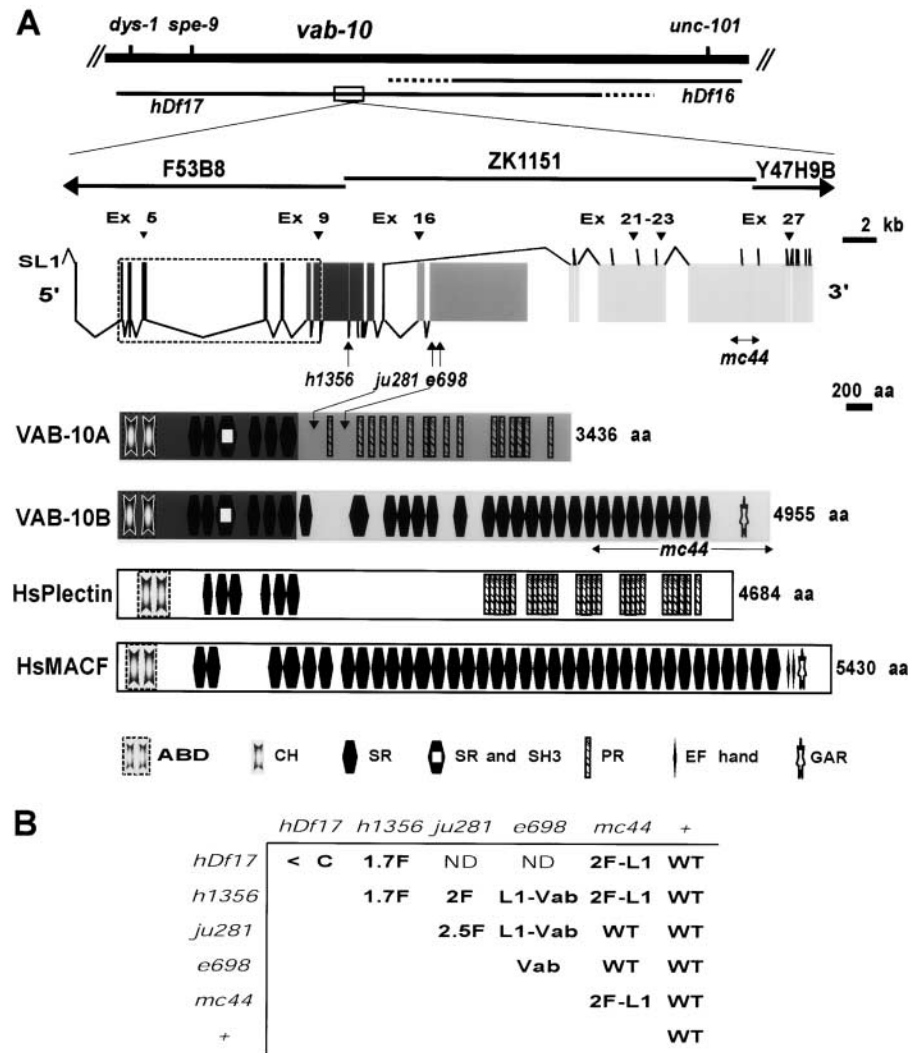 A
dys-1 spe-9 vab-10 unc-101
// //
hDf17 hDf16
F53B8 ZK1151 Y47H9B
Ex 5 Ex 9 Ex 16 Ex 21-23 Ex 27 2 kb
SL1
5' 3'
mc44
h1356 ju281 e698
200 aa
VAB-10A 3436 aa
VAB-10B 4955 aa
mc44
HsPlectin 4684 aa
HsMACF 5430 aa
ABD CH SR SR and SH3 PR EF hand GAR
B
hDf17 h1356 ju281 e698 mc44 +
hDf17 < C 1.7F ND ND 2F-L1 WT
h1356 1.7F 2F L1-Vab 2F-L1 WT
ju281 2.5F L1-Vab WT WT
e698 Vab WT WT
mc44 2F-L1 WT
+ WT